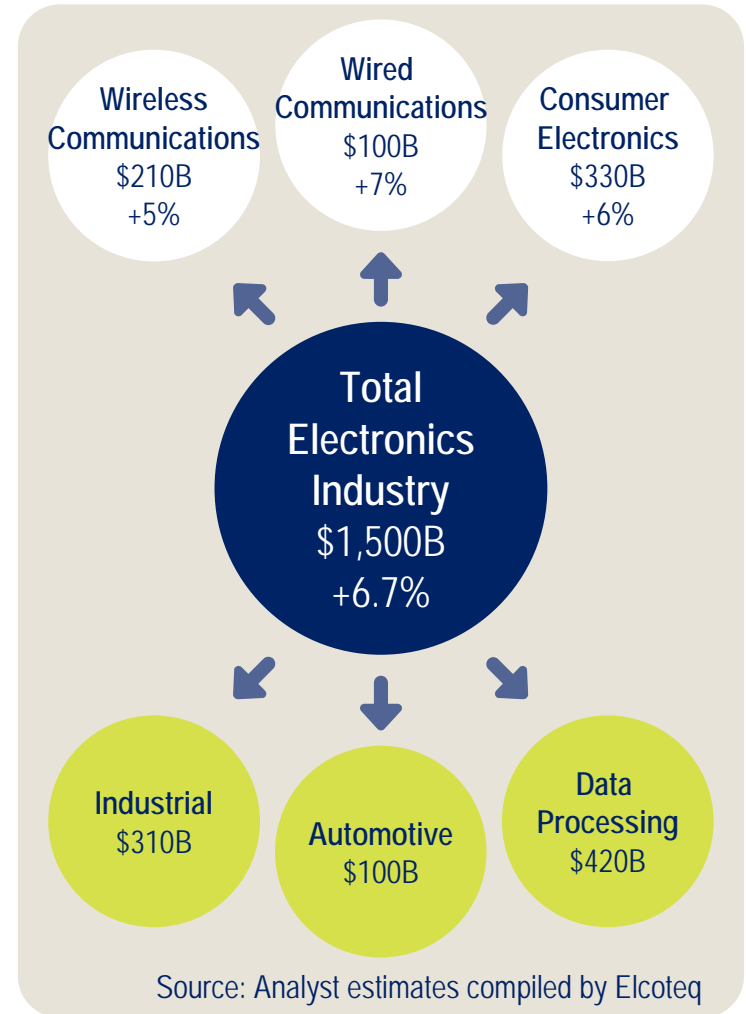 Wireless
Communications
$210B
+5%
Wired
Communications
$100B
+7%
Consumer
Electronics
$330B
+6%
Total
Electronics
Industry
$1,500B
+6.7%
Industrial
$310B
Automotive
$100B
Data
Processing
$420B
Source: Analyst estimates compiled by Elcoteq